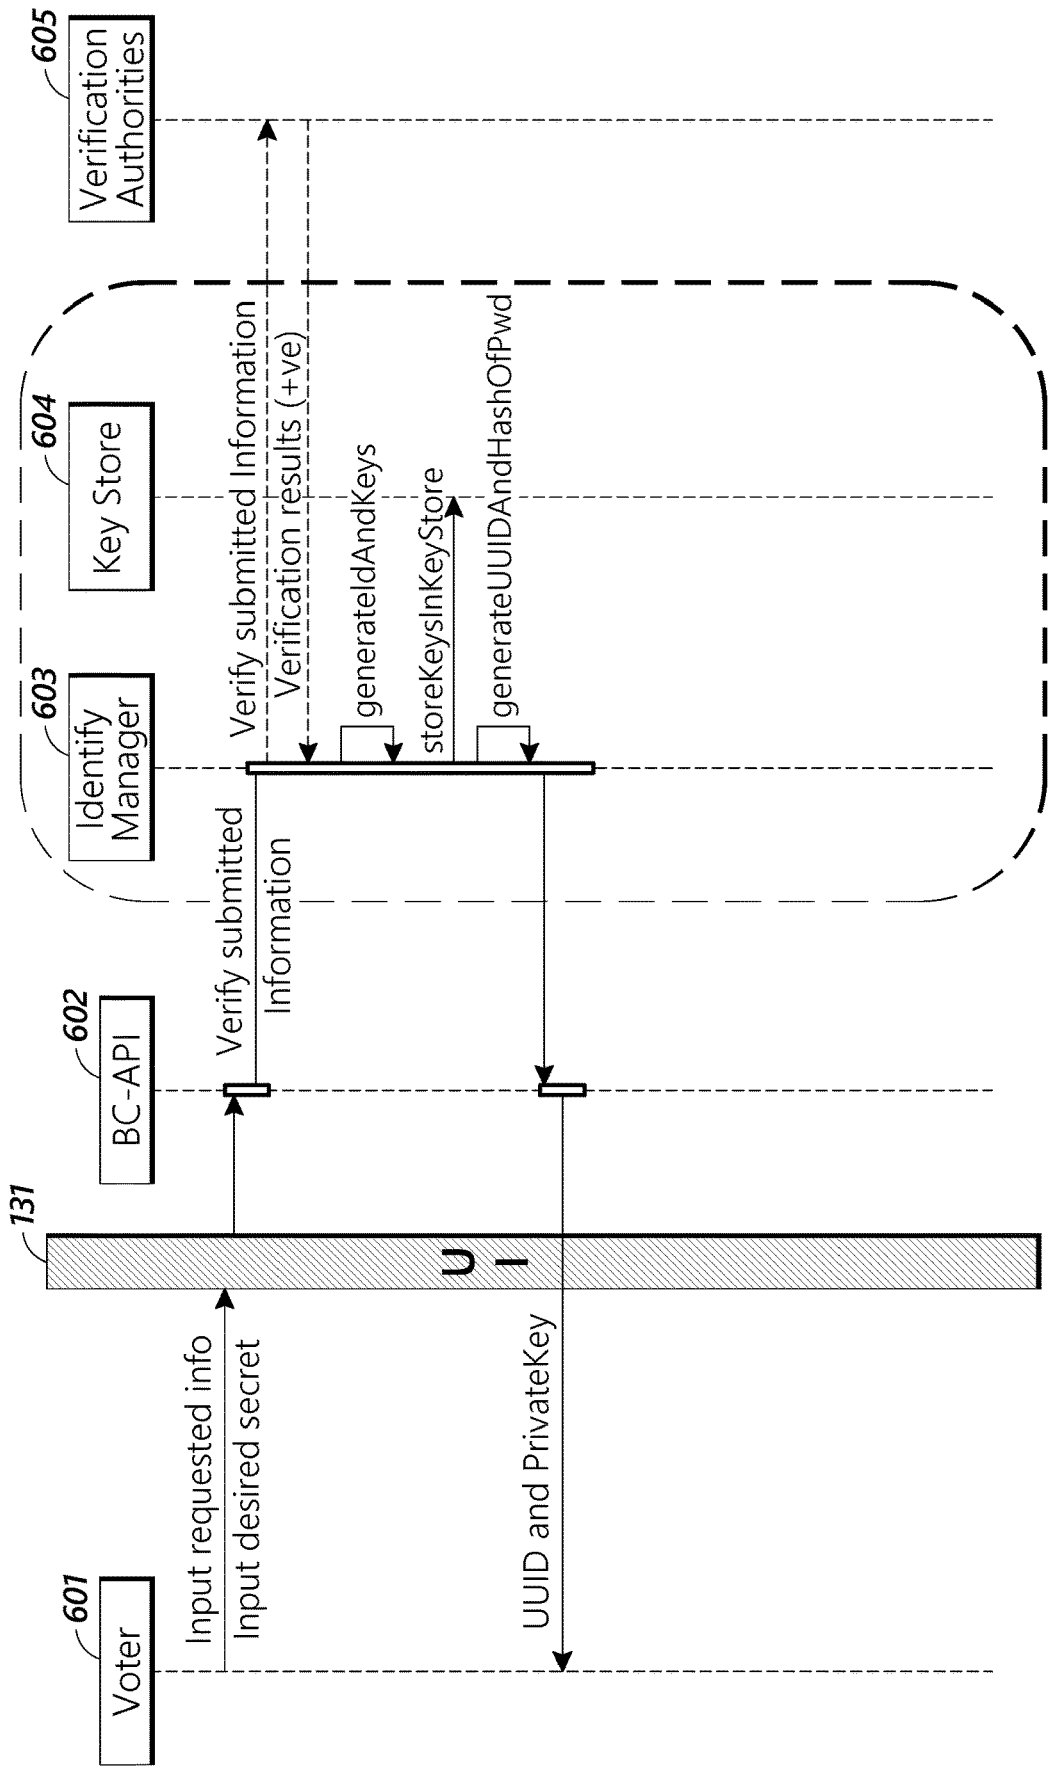 601
Voter
131
602
BC-API
603
Identify
Manager
604
Key Store
605
Verification
Authorities
Input requested info
Input desired secret
Verify submitted
Information
Verify submitted Information
Verification results (+ve)
generateIdAndKeys
storeKeysInKeyStore
generateUUIDAndHashOfPwd
U
I
UUID and PrivateKey